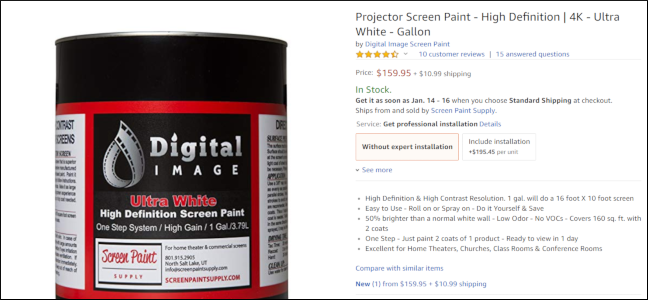 Digital
IMAGE
Ultra White
High Definition Screen Paint
One Step System / High Gain / 1 Gal./3.79L
Screen Paint
SUPPLY
For home theater & commercial screens
801.915.2905
North Salt Lake, UT
info@screenpaintsupply.com
SCREENPAINTSUPPLY.COM
Projector Screen Paint - High Definition | 4K - Ultra
White - Gallon
by Digital Image Screen Paint
10 customer reviews | 15 answered questions
Price: $159.95 + $10.99 shipping
In Stock.
Get it as soon as Jan. 14 - 16 when you choose Standard Shipping at checkout.
Ships from and sold by Screen Paint Supply.
Service: Get professional installation Details
Without expert installation
Include installation
+$195.45 per unit
See more
High Definition & High Contrast Resolution. 1 gal. will do a 16 foot X 10 foot screen
Easy to Use - Roll on or Spray on - Do it Yourself & Save
50% brighter than a normal white wall - Low Odor - No VOCs - Covers 160 sq. ft. with
2 coats
One Step - Just paint 2 coats of 1 product - Ready to view in 1 day
Excellent for Home Theaters, Churches, Class Rooms & Conference Rooms
Compare with similar items
New (1) from $159.95 + $10.99 shipping